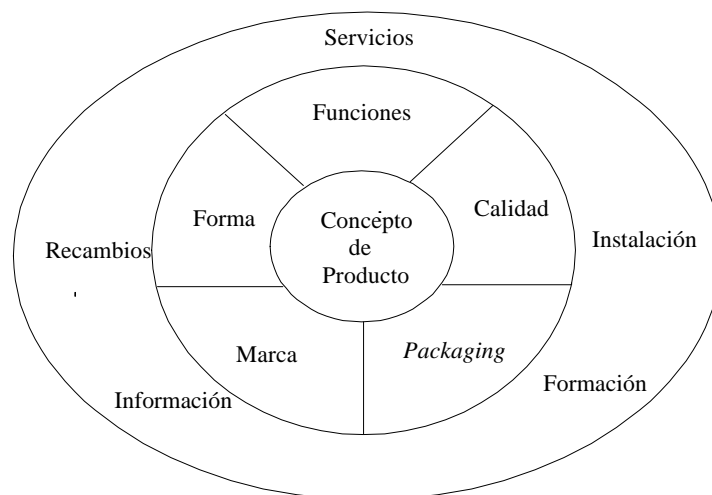 Servicios
Funciones
Forma
Calidad
Concepto
de
Producto
Recambios
Instalación
Marca
Packaging
Información
Formación